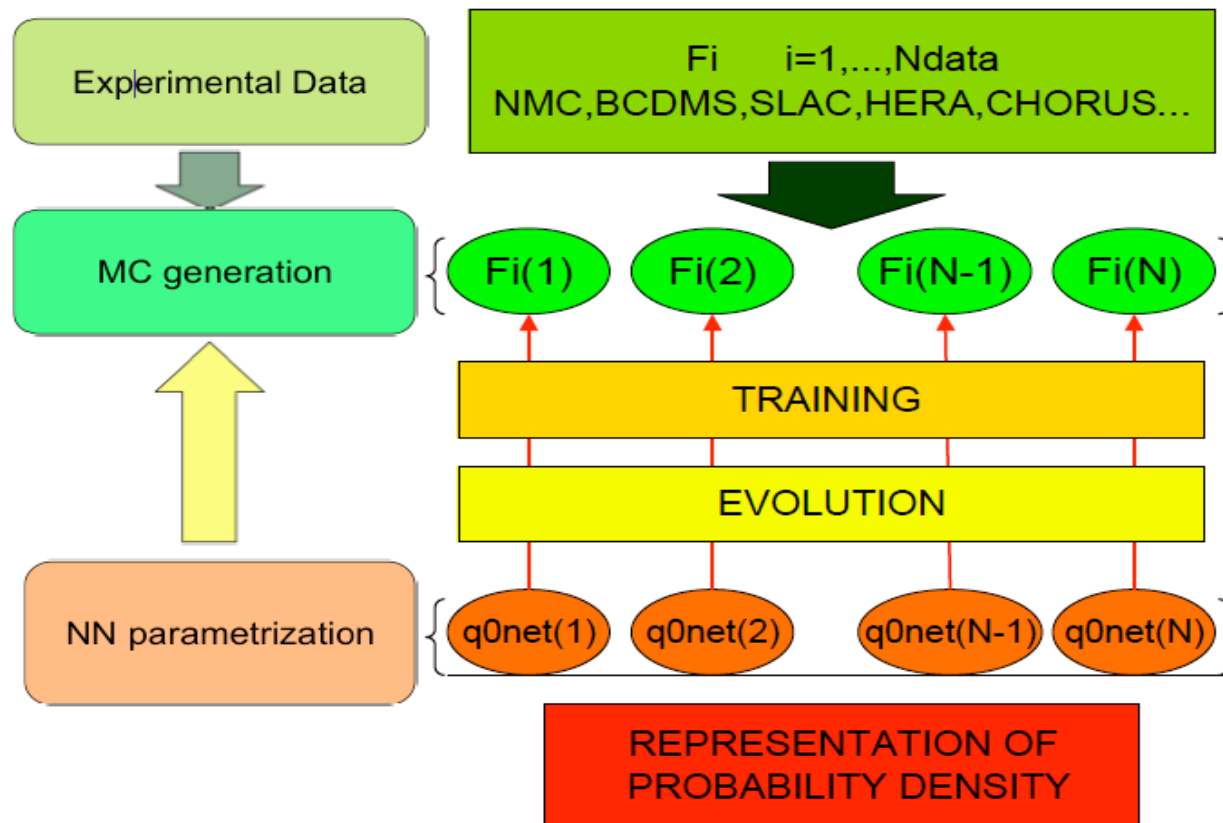 Experimental Data
Fi i=1,...,Ndata
NMC,BCDMS,SLAC,HERA,CHORUS...
MC generation
Fi(1) Fi(2) Fi(N-1) Fi(N)
TRAINING
EVOLUTION
NN parametrization
q0net(1) q0net(2) q0net(N-1) q0net(N)
REPRESENTATION OF
PROBABILITY DENSITY